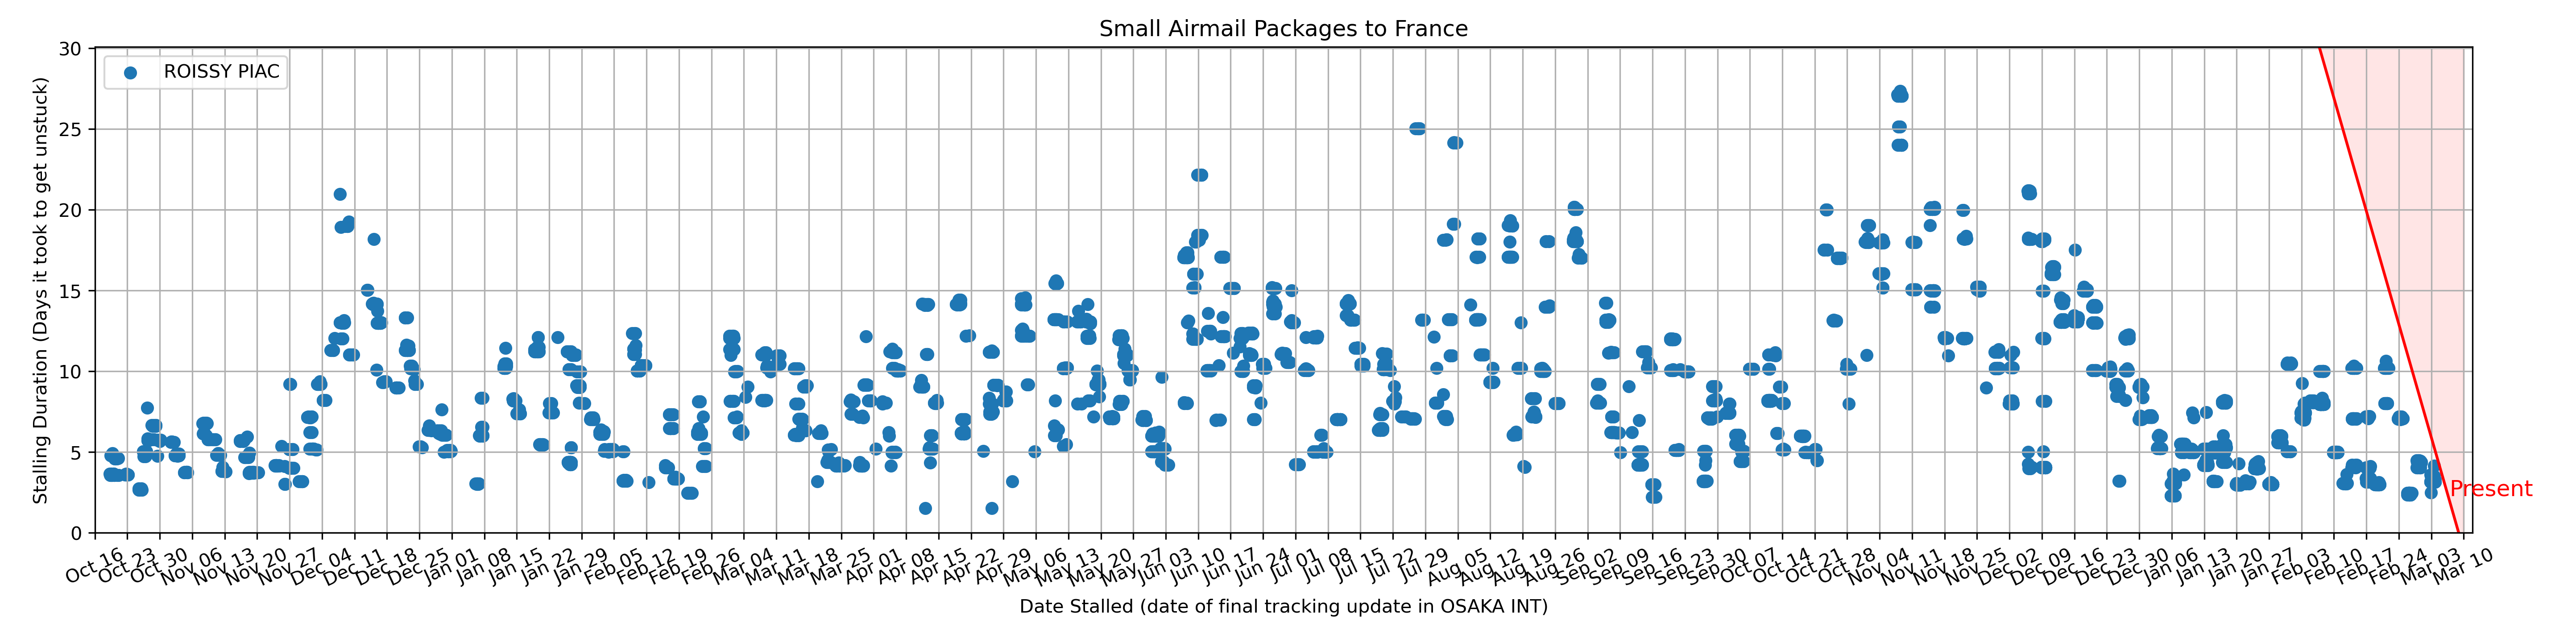 Small Airmail Packages to France
ROISSY PIAC
Stalling Duration (Days it took to get unstuck)
30
25
20
15
10
5
0
Present
Oct 16
Oct 23
Oct 30
Nov 06
Nov 13
Nov 20
Nov 27
Dec 04
Dec 11
Dec 18
Dec 25
Jan 01
Jan 08
Jan 15
Jan 22
Jan 29
Feb 05
Feb 12
Feb 19
Feb 26
Mar 04
Mar 11
Mar 18
Mar 25
Apr 01
Apr 08
Apr 15
Apr 22
Apr 29
May 06
May 13
May 20
May 27
Jun 03
Jun 10
Jun 17
Jun 24
Jul 01
Jul 08
Jul 15
Jul 22
Jul 29
Aug 05
Aug 12
Aug 19
Aug 26
Sep 02
Sep 09
Sep 16
Sep 23
Sep 30
Oct 07
Oct 14
Oct 21
Oct 28
Nov 04
Nov 11
Nov 18
Nov 25
Dec 02
Dec 09
Dec 16
Dec 23
Dec 30
Jan 06
Jan 13
Jan 20
Jan 27
Feb 03
Feb 10
Feb 17
Feb 24
Mar 03
Mar 10
Date Stalled (date of final tracking update in OSAKA INT)